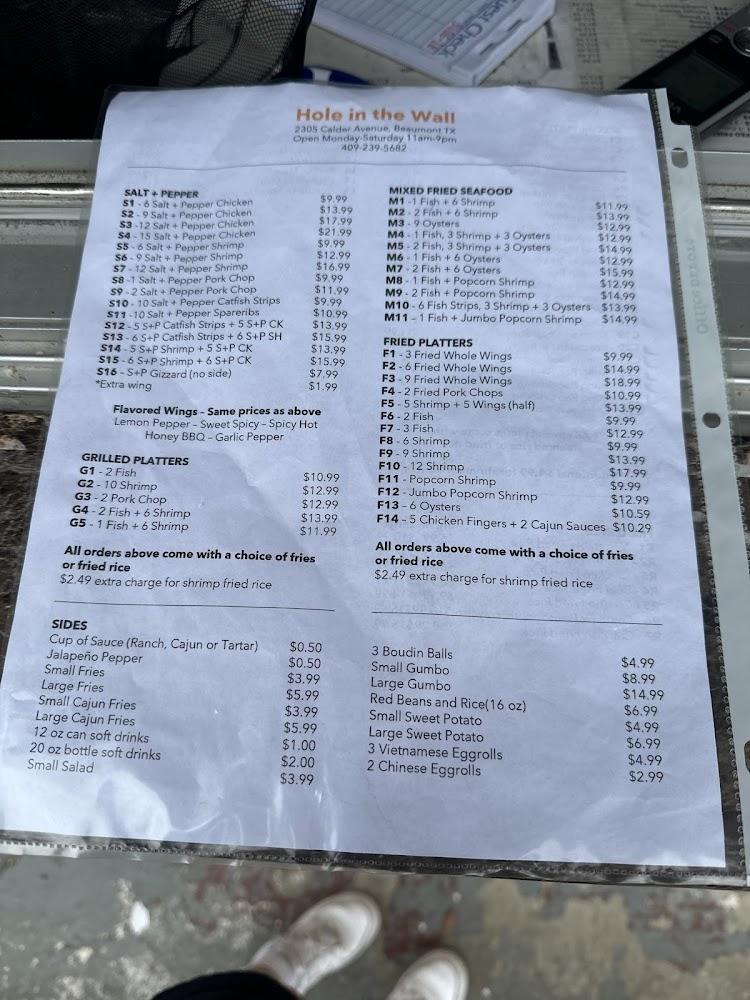 Guest Check
Hole in the Wall
2305 Calder Avenue, Beaumont TX
Open Monday-Saturday 11am-9pm
409-239-5682
SALT + PEPPER
S1 - 6 Salt + Pepper Chicken $9.99
S2 - 9 Salt + Pepper Chicken $13.99
S3 -12 Salt + Pepper Chicken $17.99
S4 - 15 Salt + Pepper Chicken $21.99
S5 - 6 Salt + Pepper Shrimp $9.99
S6 - 9 Salt + Pepper Shrimp $12.99
S7 - 12 Salt + Pepper Shrimp $16.99
S8 -1 Salt + Pepper Pork Chop $9.99
S9 - 2 Salt + Pepper Pork Chop $11.99
S10 - 10 Salt + Pepper Catfish Strips $9.99
S11 -10 Salt + Pepper Spareribs $10.99
S12 - 5 S+P Catfish Strips + 5 S+P CK $13.99
S13 - 6 S+P Catfish Strips + 6 S+P SH $15.99
S14 - 5 S+P Shrimp + 5 S+P CK $13.99
S15 - 6 S+P Shrimp + 6 S+P CK $15.99
S16 - S+P Gizzard (no side) $7.99
*Extra wing $1.99
Flavored Wings – Same prices as above
Lemon Pepper – Sweet Spicy - Spicy Hot
Honey BBQ – Garlic Pepper
GRILLED PLATTERS
G1 - 2 Fish $10.99
G2 - 10 Shrimp $12.99
G3 - 2 Pork Chop $12.99
G4 - 2 Fish + 6 Shrimp $13.99
G5 - 1 Fish + 6 Shrimp $11.99
All orders above come with a choice of fries
or fried rice
$2.49 extra charge for shrimp fried rice
MIXED FRIED SEAFOOD
M1 -1 Fish + 6 Shrimp $11.99
M2 - 2 Fish + 6 Shrimp $13.99
M3 - 9 Oysters $12.99
M4 - 1 Fish, 3 Shrimp + 3 Oysters $12.99
M5 - 2 Fish, 3 Shrimp + 3 Oysters $14.99
M6 - 1 Fish + 6 Oysters $12.99
M7 - 2 Fish + 6 Oysters $15.99
M8 - 1 Fish + Popcorn Shrimp $12.99
M9 - 2 Fish + Popcorn Shrimp $14.99
M10 - 6 Fish Strips, 3 Shrimp + 3 Oysters $13.99
M11 - 1 Fish + Jumbo Popcorn Shrimp $14.99
FRIED PLATTERS
F1 - 3 Fried Whole Wings $9.99
F2 - 6 Fried Whole Wings $14.99
F3 - 9 Fried Whole Wings $18.99
F4 - 2 Fried Pork Chops $10.99
F5 - 5 Shrimp + 5 Wings (half) $13.99
F6 - 2 Fish $9.99
F7 - 3 Fish $12.99
F8 - 6 Shrimp $9.99
F9 - 9 Shrimp $13.99
F10 - 12 Shrimp $17.99
F11 - Popcorn Shrimp $9.99
F12 - Jumbo Popcorn Shrimp $12.99
F13 - 6 Oysters $10.59
F14 - 5 Chicken Fingers + 2 Cajun Sauces $10.29
All orders above come with a choice of fries
or fried rice
$2.49 extra charge for shrimp fried rice
SIDES
Cup of Sauce (Ranch, Cajun or Tartar) $0.50
Jalapeño Pepper $0.50
Small Fries $3.99
Large Fries $5.99
Small Cajun Fries $3.99
Large Cajun Fries $5.99
12 oz can soft drinks $1.00
20 oz bottle soft drinks $2.00
Small Salad $3.99
3 Boudin Balls $4.99
Small Gumbo $8.99
Large Gumbo $14.99
Red Beans and Rice(16 oz) $6.99
Small Sweet Potato $4.99
Large Sweet Potato $6.99
3 Vietnamese Eggrolls $4.99
2 Chinese Eggrolls $2.99